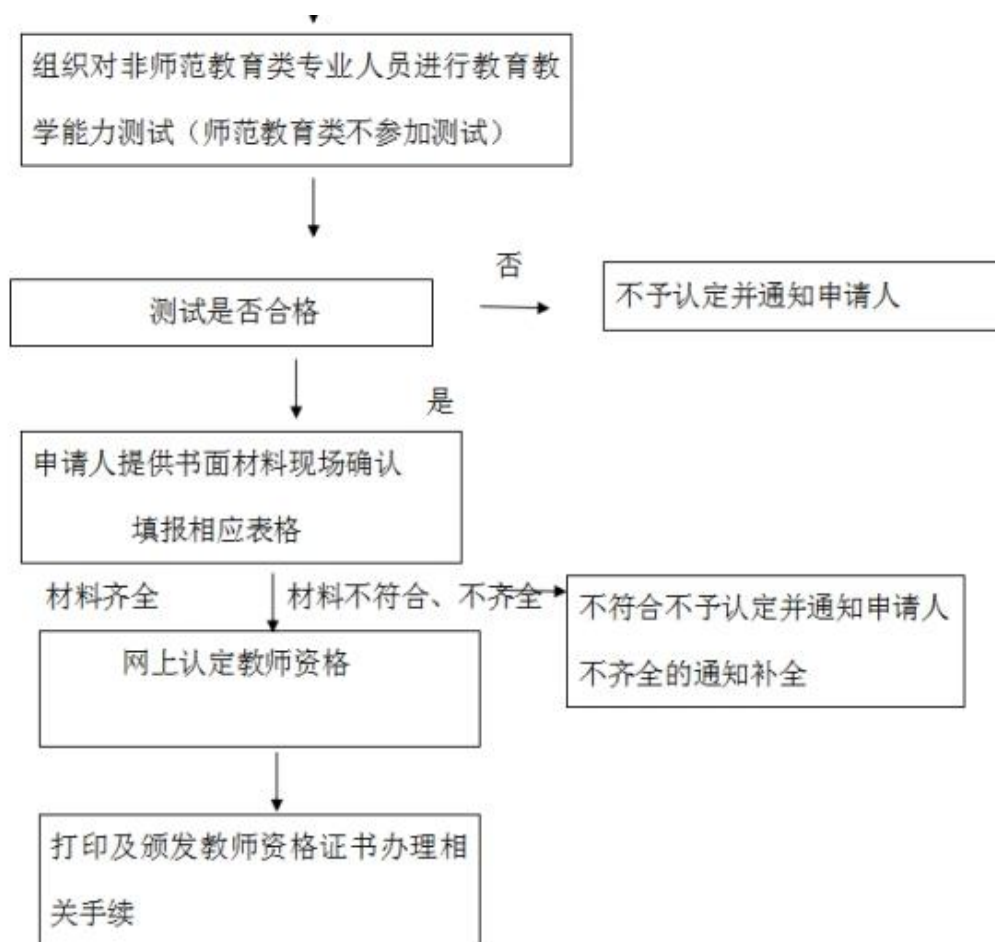 组织对非师范教育类专业人员进行教育教
学能力测试（师范教育类不参加测试）
否
测试是否合格
不予认定并通知申请人
是
申请人提供书面材料现场确认
填报相应表格
材料齐全
材料不符合、不齐全
不符合不予认定并通知申请人
不齐全的通知补全
网上认定教师资格
打印及颁发教师资格证书办理相
关手续